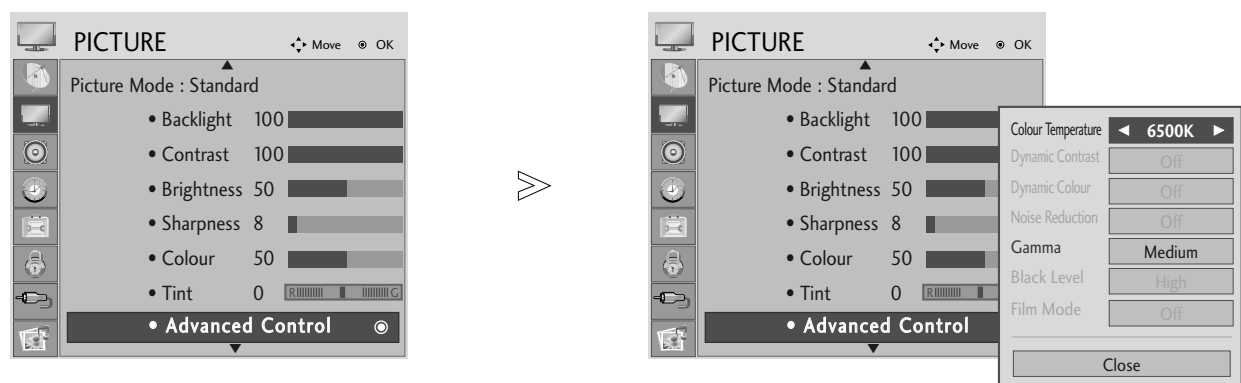 PICTURE
Move
OK
Picture Mode : Standard
• Backlight 100
• Contrast 100
• Brightness 50
• Sharpness 8
• Colour 50
• Tint 0 R G
• Advanced Control
PICTURE
Move
OK
Picture Mode : Standard
• Backlight 100
• Contrast 100
• Brightness 50
• Sharpness 8
• Colour 50
• Tint 0 R
• Advanced Control
Colour Temperature ◀ 6500K ▶
Dynamic Contrast Off
Dynamic Colour Off
Noise Reduction Off
Gamma Medium
Black Level High
Film Mode Off
Close